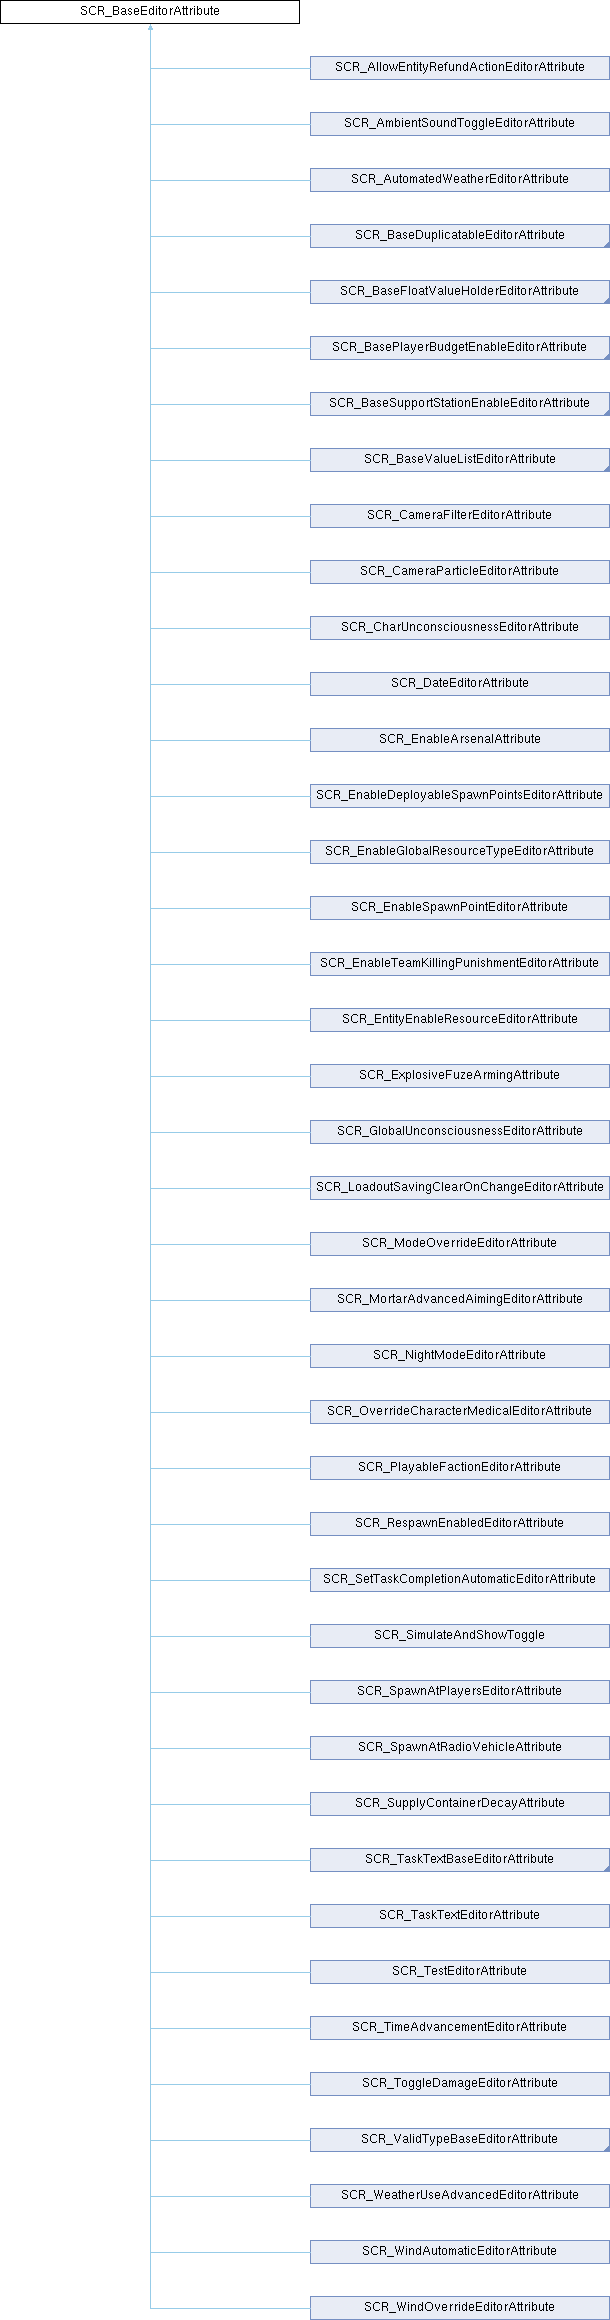 SCR_BaseEditorAttribute
SCR_AllowEntityRefundActionEditorAttribute
SCR_AmbientSoundToggleEditorAttribute
SCR_AutomatedWeatherEditorAttribute
SCR_BaseDuplicatableEditorAttribute
SCR_BaseFloatValueHolderEditorAttribute
SCR_BasePlayerBudgetEnableEditorAttribute
SCR_BaseSupportStationEnableEditorAttribute
SCR_BaseValueListEditorAttribute
SCR_CameraFilterEditorAttribute
SCR_CameraParticleEditorAttribute
SCR_CharUnconsciousnessEditorAttribute
SCR_DateEditorAttribute
SCR_EnableArsenalAttribute
SCR_EnableDeployableSpawnPointsEditorAttribute
SCR_EnableGlobalResourceTypeEditorAttribute
SCR_EnableSpawnPointEditorAttribute
SCR_EnableTeamKillingPunishmentEditorAttribute
SCR_EntityEnableResourceEditorAttribute
SCR_ExplosiveFuzeArmingAttribute
SCR_GlobalUnconsciousnessEditorAttribute
SCR_LoadoutSavingClearOnChangeEditorAttribute
SCR_ModeOverrideEditorAttribute
SCR_MortarAdvancedAimingEditorAttribute
SCR_NightModeEditorAttribute
SCR_OverrideCharacterMedicalEditorAttribute
SCR_PlayableFactionEditorAttribute
SCR_RespawnEnabledEditorAttribute
SCR_SetTaskCompletionAutomaticEditorAttribute
SCR_SimulateAndShowToggle
SCR_SpawnAtPlayersEditorAttribute
SCR_SpawnAtRadioVehicleAttribute
SCR_SupplyContainerDecayAttribute
SCR_TaskTextBaseEditorAttribute
SCR_TaskTextEditorAttribute
SCR_TestEditorAttribute
SCR_TimeAdvancementEditorAttribute
SCR_ToggleDamageEditorAttribute
SCR_ValidTypeBaseEditorAttribute
SCR_WeatherUseAdvancedEditorAttribute
SCR_WindAutomaticEditorAttribute
SCR_WindOverrideEditorAttribute